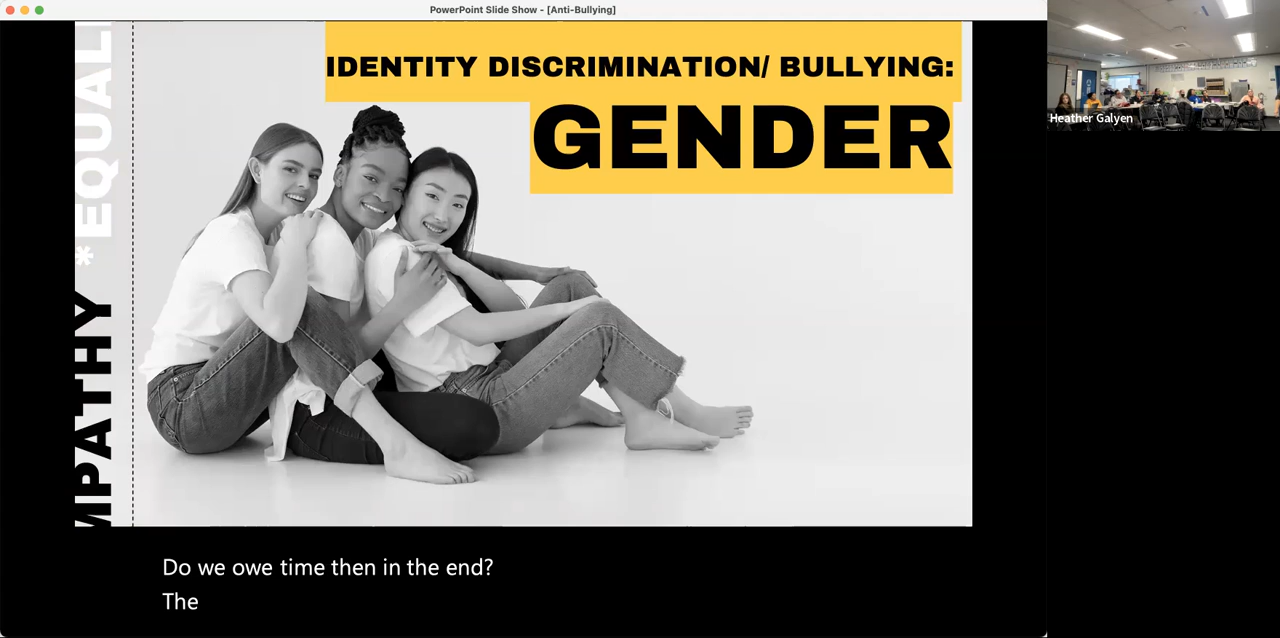 PowerPoint Slide Show - [Anti-Bullying]
IDENTITY DISCRIMINATION/ BULLYING:
GENDER
MPATHY * EQUALI
Heather Galyen
Do we owe time then in the end?
The